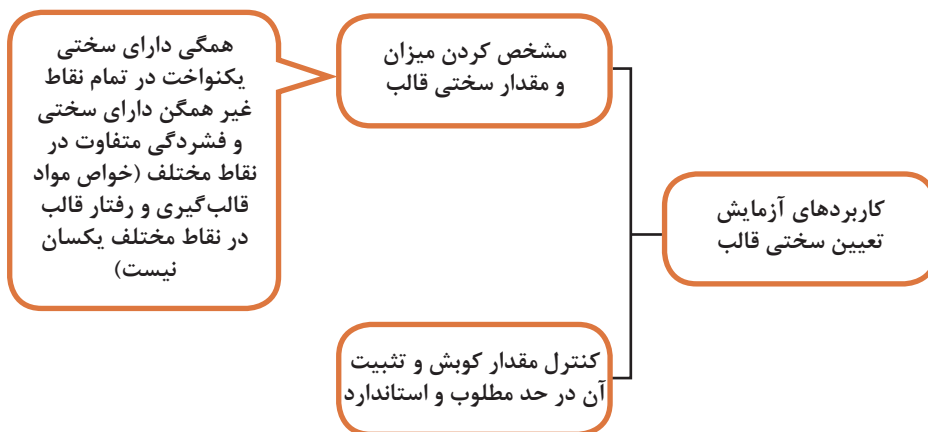 کاربردهای آزمایش
تعیین سختی قالب
مشخص کردن میزان
و مقدار سختی قالب
همگی دارای سختی
یکنواخت در تمام نقاط
غیر همگن دارای سختی
و فشردگی متفاوت در
نقاط مختلف (خواص مواد
قالب‌گیری و رفتار قالب
در نقاط مختلف یکسان
نیست)
کنترل مقدار کوبش و تثبیت
آن در حد مطلوب و استاندارد